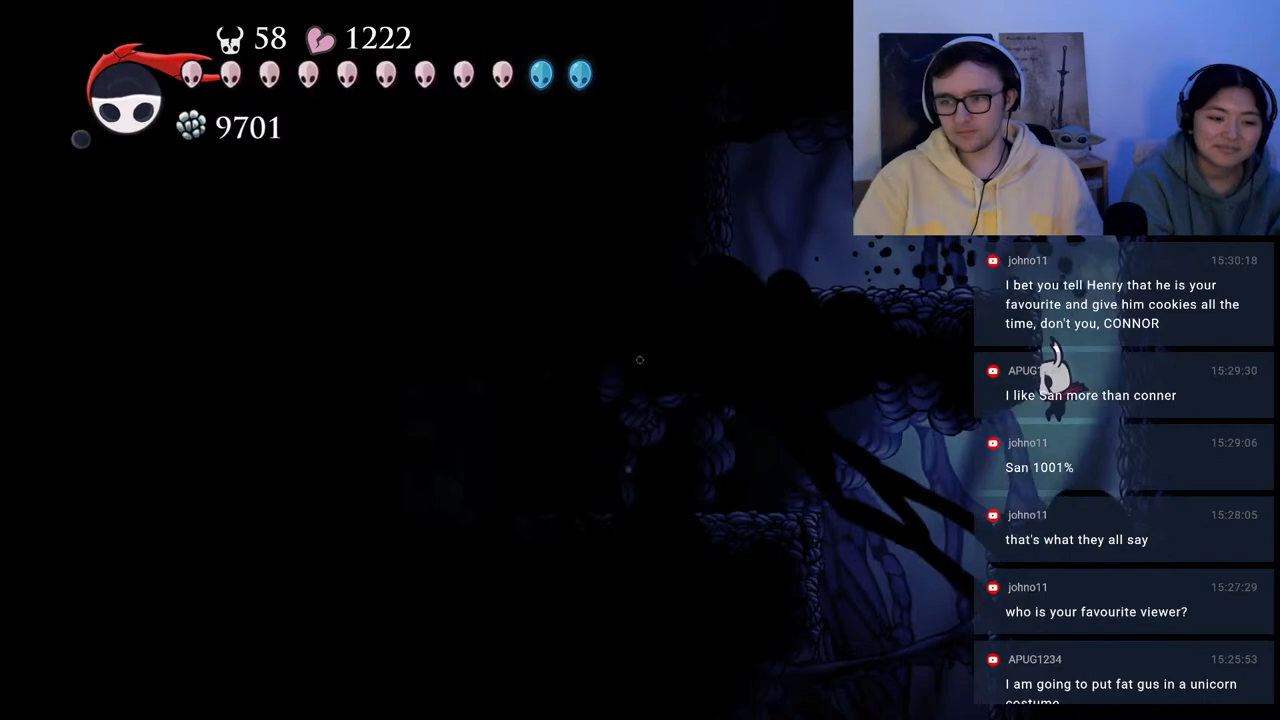 58 1222
9701
johno11 15:30:18
I bet you tell Henry that he is your
favourite and give him cookies all the
time, don't you, CONNOR
15:29:30
I like San more than conner
johno11 15:29:06
San 1001%
johno11 15:28:05
that's what they all say
johno11 15:27:29
who is your favourite viewer?
APUG1234 15:25:53
I am going to put fat gus in a unicorn
costume